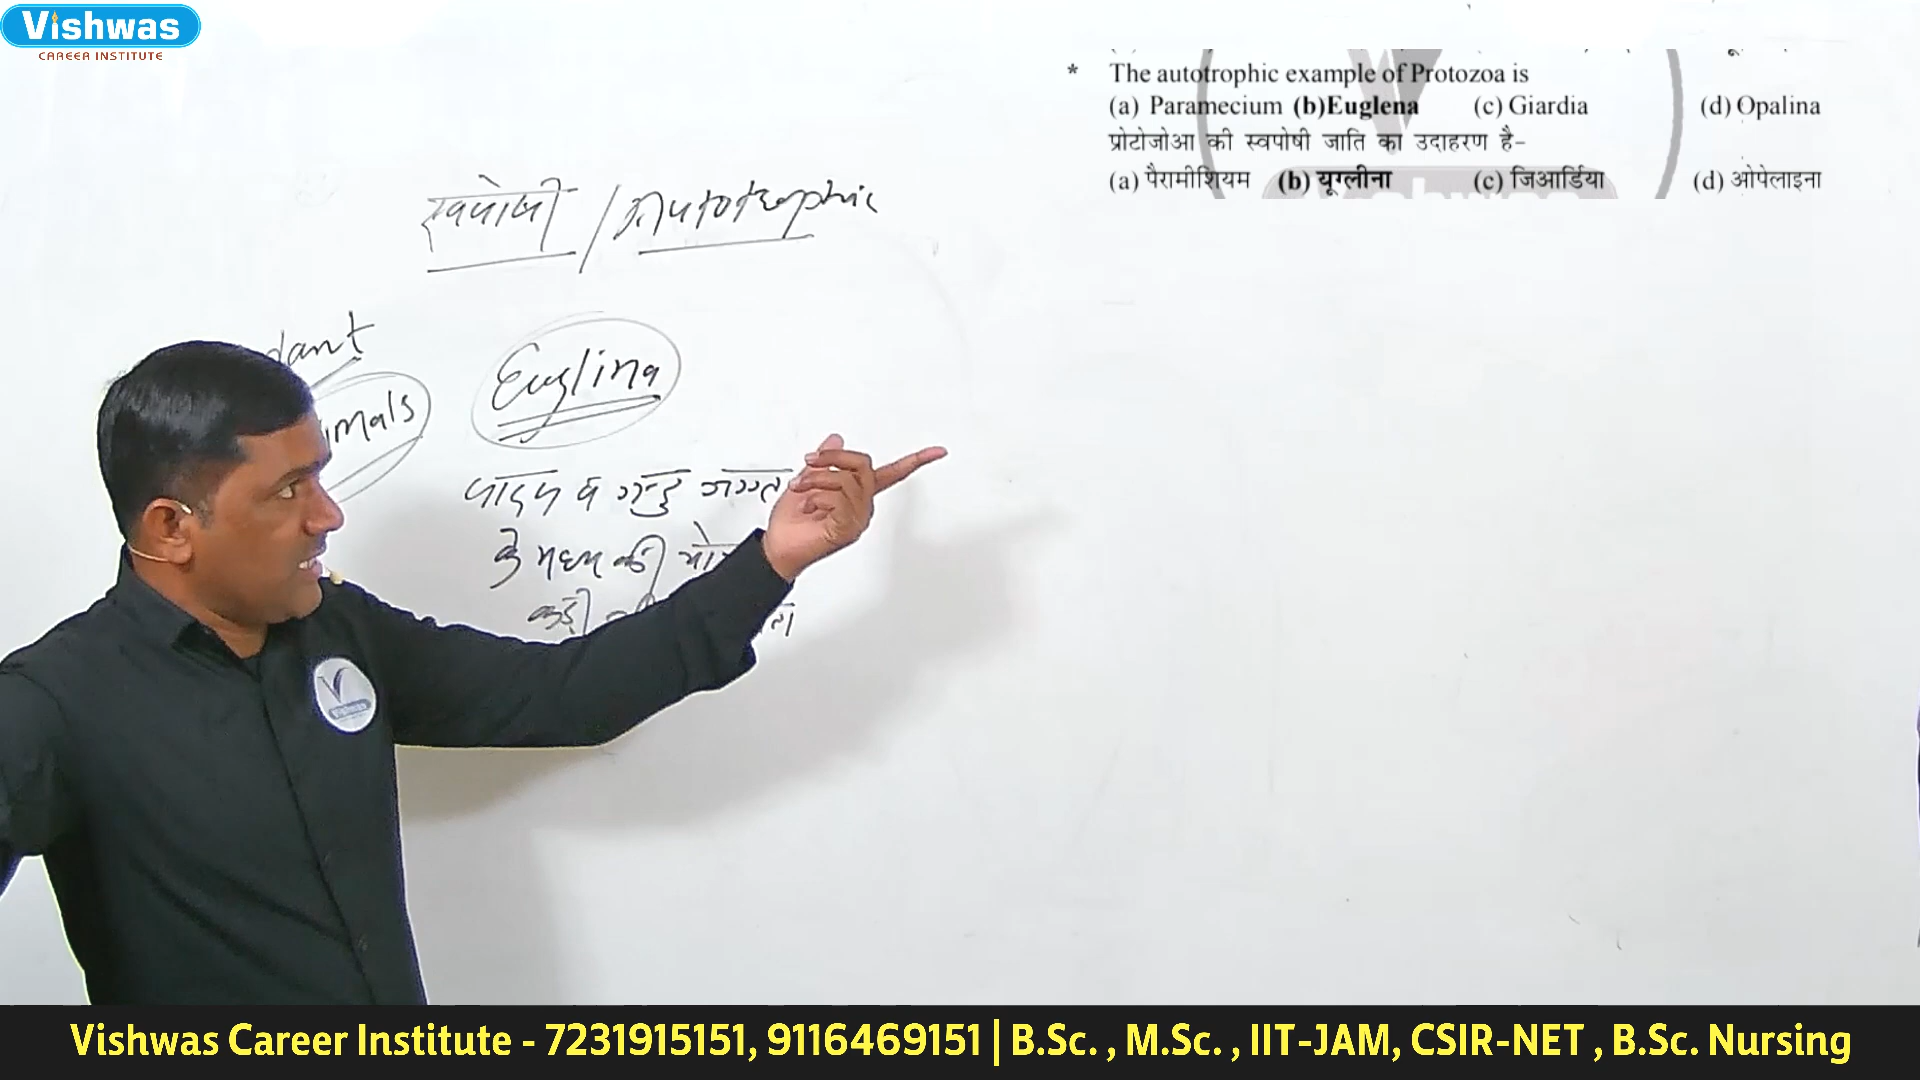 Vishwas
CAREER INSTITUTE
* The autotrophic example of Protozoa is
(a) Paramecium (b)Euglena (c) Giardia (d) Opalina
प्रोटोजोआ की स्वपोषी जाति का उदाहरण है-
(a) पैरामीशियम (b) यूग्लीना (c) जिआर्डिया (d) ओपेलाइना
स्वपोषी / Autotrophic
Euglina
पादप व जन्तु जगत
के मध्य की
कड़ी
Vishwas
Vishwas Career Institute - 7231915151, 9116469151 | B.Sc. , M.Sc. , IIT-JAM, CSIR-NET , B.Sc. Nursing